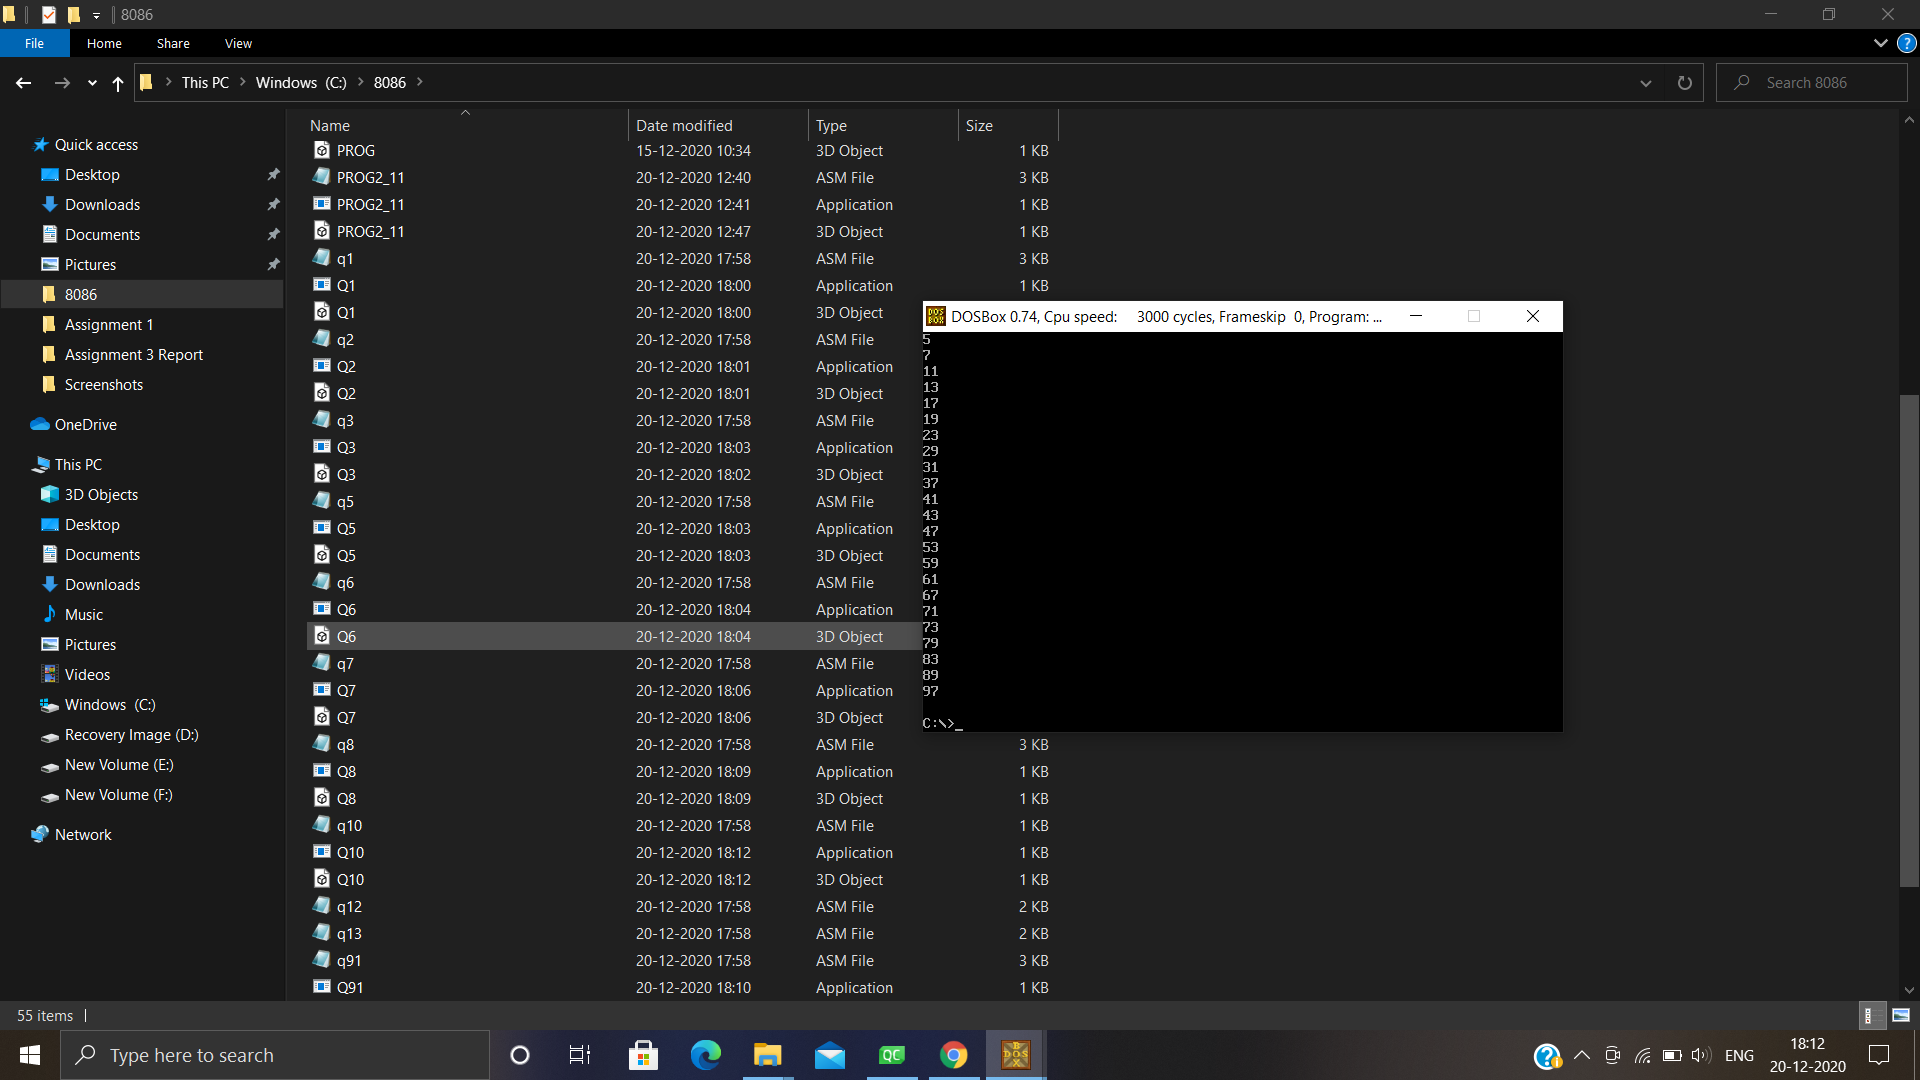 8086
File Home Share View
This PC > Windows (C:) > 8086 >
Search 8086
Name Date modified Type Size
Quick access
Desktop
Downloads
Documents
Pictures
8086
Assignment 1
Assignment 3 Report
Screenshots
OneDrive
This PC
3D Objects
Desktop
Documents
Downloads
Music
Pictures
Videos
Windows (C:)
Recovery Image (D:)
New Volume (E:)
New Volume (F:)
Network
PROG 15-12-2020 10:34 3D Object 1 KB
PROG2_11 20-12-2020 12:40 ASM File 3 KB
PROG2_11 20-12-2020 12:41 Application 1 KB
PROG2_11 20-12-2020 12:47 3D Object 1 KB
q1 20-12-2020 17:58 ASM File 3 KB
Q1 20-12-2020 18:00 Application 1 KB
Q1 20-12-2020 18:00 3D Object
q2 20-12-2020 17:58 ASM File
Q2 20-12-2020 18:01 Application
Q2 20-12-2020 18:01 3D Object
q3 20-12-2020 17:58 ASM File
Q3 20-12-2020 18:03 Application
Q3 20-12-2020 18:02 3D Object
q5 20-12-2020 17:58 ASM File
Q5 20-12-2020 18:03 Application
Q5 20-12-2020 18:03 3D Object
q6 20-12-2020 17:58 ASM File
Q6 20-12-2020 18:04 Application
Q6 20-12-2020 18:04 3D Object
q7 20-12-2020 17:58 ASM File
Q7 20-12-2020 18:06 Application
Q7 20-12-2020 18:06 3D Object
q8 20-12-2020 17:58 ASM File 3 KB
Q8 20-12-2020 18:09 Application 1 KB
Q8 20-12-2020 18:09 3D Object 1 KB
q10 20-12-2020 17:58 ASM File 1 KB
Q10 20-12-2020 18:12 Application 1 KB
Q10 20-12-2020 18:12 3D Object 1 KB
q12 20-12-2020 17:58 ASM File 2 KB
q13 20-12-2020 17:58 ASM File 2 KB
q91 20-12-2020 17:58 ASM File 3 KB
Q91 20-12-2020 18:10 Application 1 KB
DOSBox 0.74, Cpu speed: 3000 cycles, Frameskip 0, Program: ...
5
7
11
13
17
19
23
29
31
37
41
43
47
53
59
61
67
71
73
79
83
89
97
C:\>_
55 items
Type here to search
QC
DOS BOX
ENG
18:12
20-12-2020